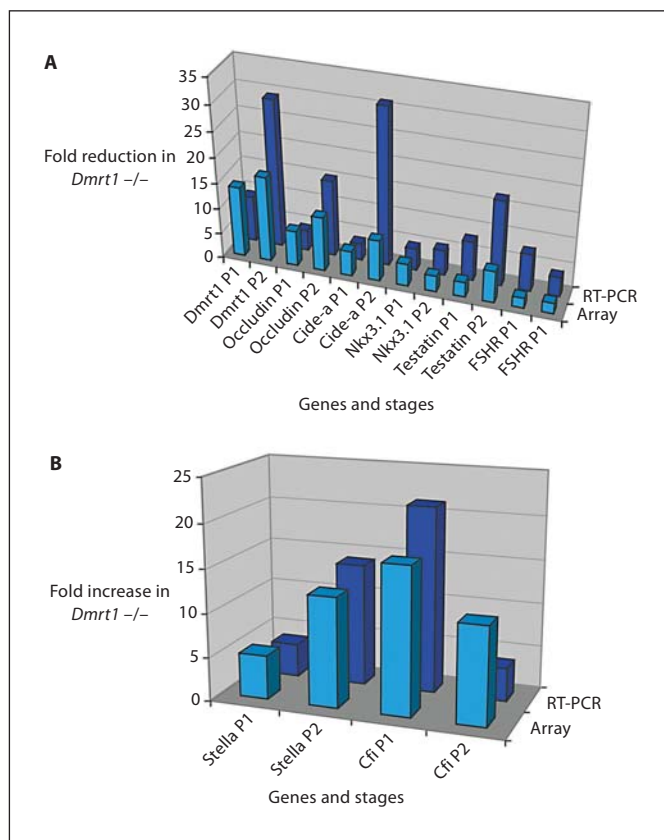 A
35
30
25
20
15
10
5
0
Fold reduction in
Dmrt1 –/–
Dmrt1 P1
Dmrt1 P2
Occludin P1
Occludin P2
Cide-a P1
Cide-a P2
Nkx3.1 P1
Nkx3.1 P2
Testatin P1
Testatin P2
FSHR P1
FSHR P1
RT-PCR
Array
Genes and stages
B
25
20
15
10
5
0
Fold increase in
Dmrt1 –/–
Stella P1
Stella P2
Cfi P1
Cfi P2
RT-PCR
Array
Genes and stages